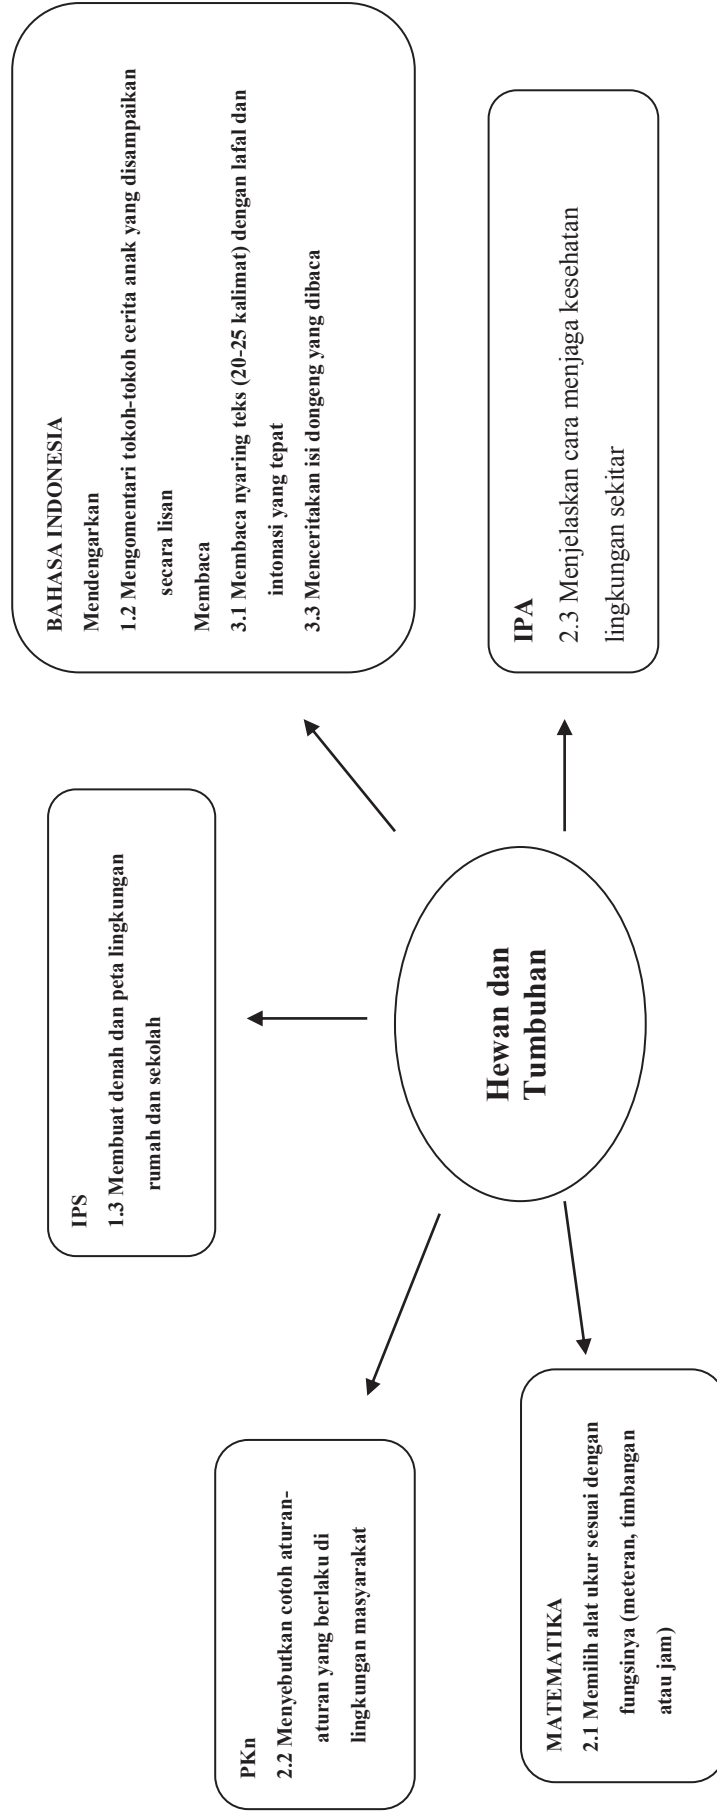 BAHASA INDONESIA
Mendengarkan
1.2 Mengomentari tokoh-tokoh cerita anak yang disampaikan
secara lisan
Membaca
3.1 Membaca nyaring teks (20-25 kalimat) dengan lafal dan
intonasi yang tepat
3.3 Menceritakan isi dongeng yang dibaca
IPS
1.3 Membuat denah dan peta lingkungan
rumah dan sekolah
PKn
2.2 Menyebutkan cotoh aturan-
aturan yang berlaku di
lingkungan masyarakat
Hewan dan
Tumbuhan
IPA
2.3 Menjelaskan cara menjaga kesehatan
lingkungan sekitar
MATEMATIKA
2.1 Memilih alat ukur sesuai dengan
fungsinya (meteran, timbangan
atau jam)